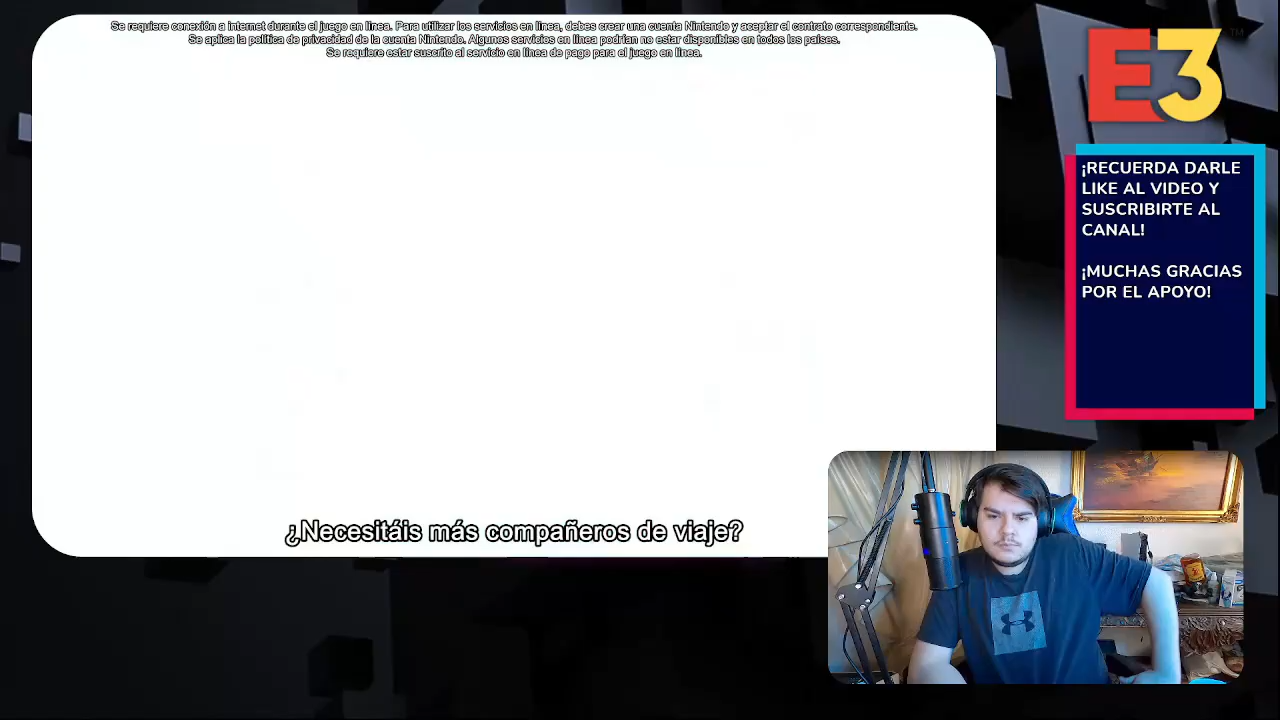 Se requiere conexión a internet durante el juego en línea. Para utilizar los servicios en línea, debes crear una cuenta Nintendo y aceptar el contrato correspondiente.
Se aplica la política de privacidad de la cuenta Nintendo. Algunos servicios en línea podrían no estar disponibles en todos los países.
Se requiere estar suscrito al servicio en línea de pago para el juego en línea.
E3
TM
¡RECUERDA DARLE
LIKE AL VIDEO Y
SUSCRIBIRTE AL
CANAL!
¡MUCHAS GRACIAS
POR EL APOYO!
¿Necesitáis más compañeros de viaje?